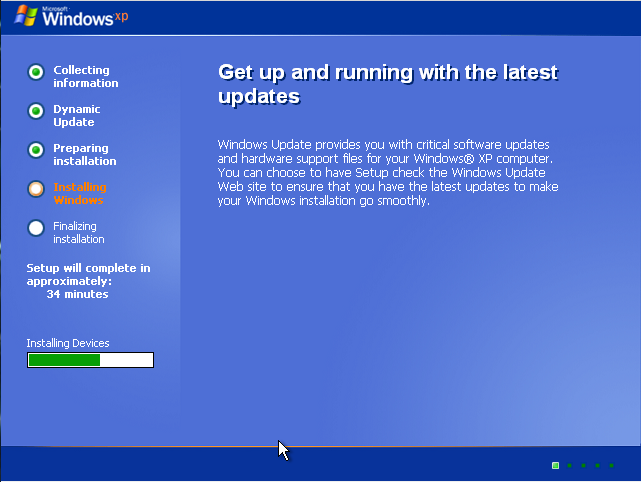 Microsoft
Windows xp
Collecting
information
Dynamic
Update
Preparing
installation
Installing
Windows
Finalizing
installation
Setup will complete in
approximately:
34 minutes
Installing Devices
Get up and running with the latest
updates
Windows Update provides you with critical software updates
and hardware support files for your Windows® XP computer.
You can choose to have Setup check the Windows Update
Web site to ensure that you have the latest updates to make
your Windows installation go smoothly.